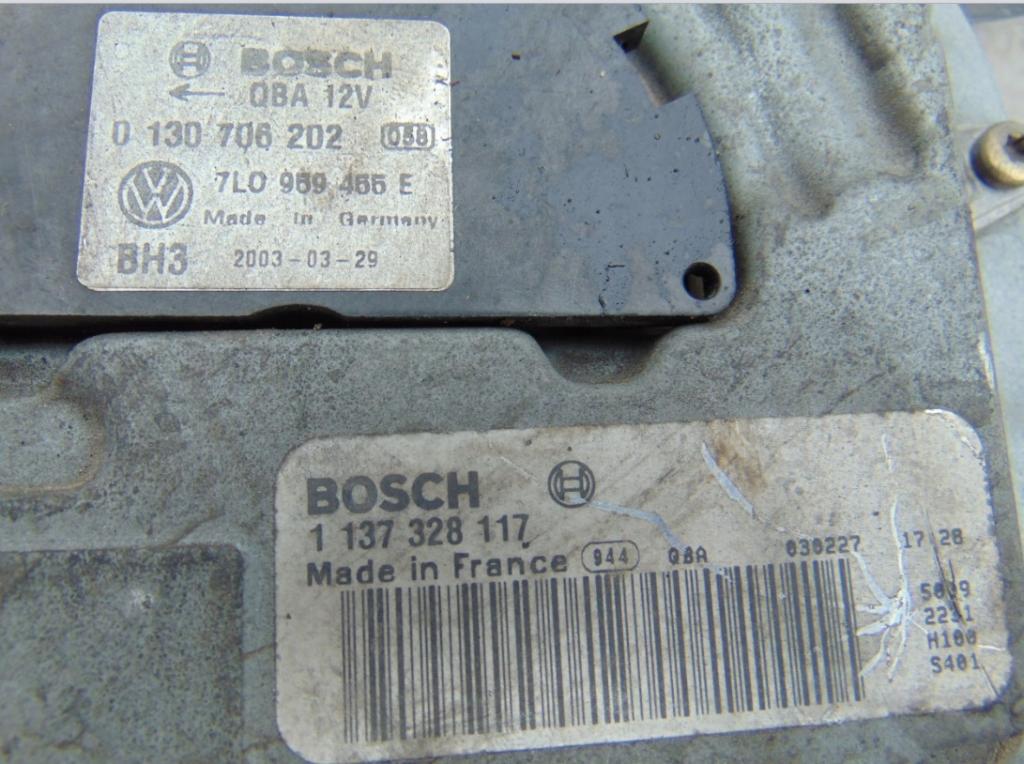 BOSCH
QBA 12V
0 130 706 202 058
7L0 959 455 E
Made in Germany
BH3 2003-03-29
BOSCH
1 137 328 117
Made in France 944 QBA 030227 17:28
5009
2231
H100
S401